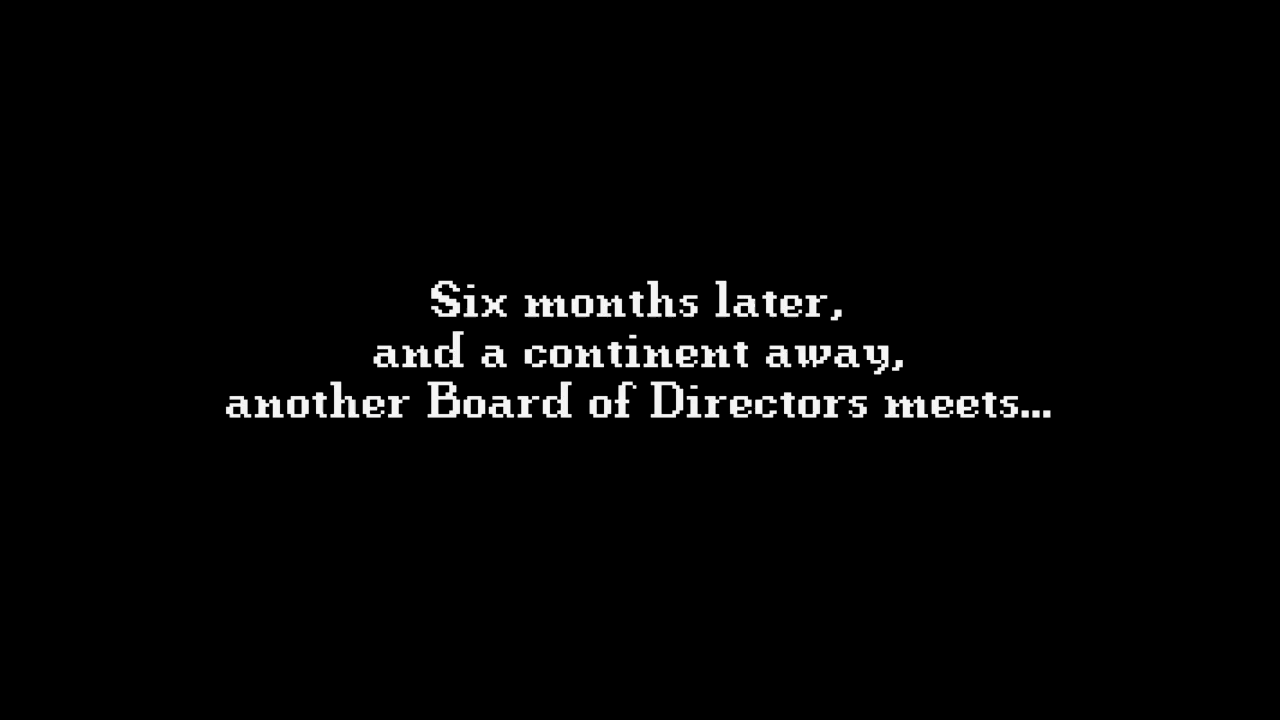 Six months later,
and a continent away,
another Board of Directors meets...